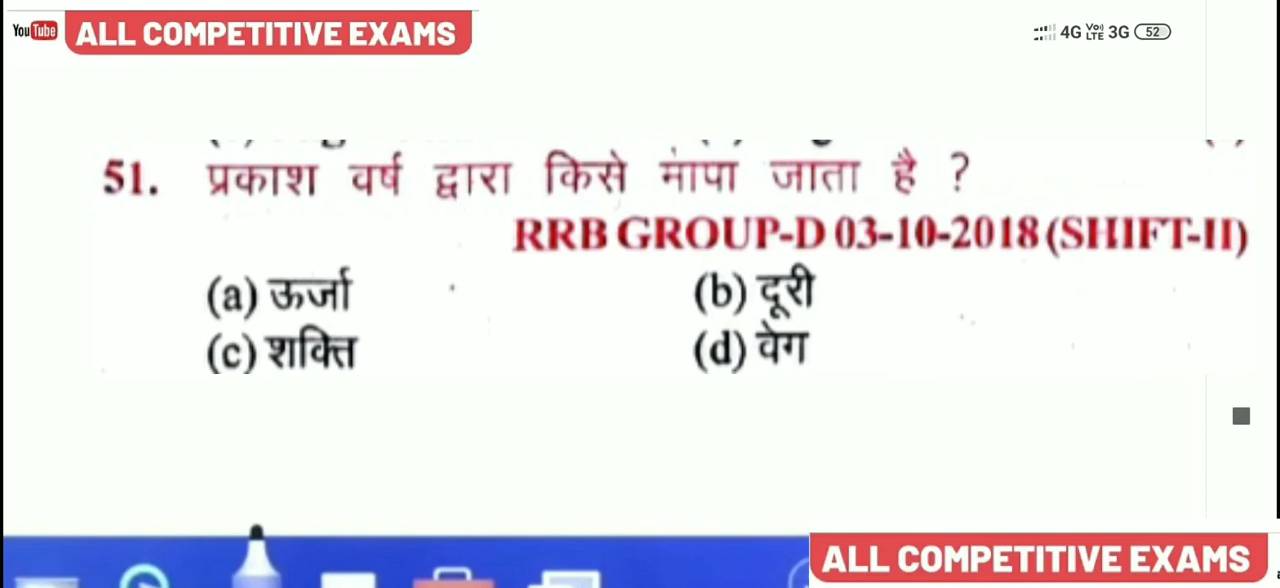 YouTube ALL COMPETITIVE EXAMS
4G Vo) LTE 3G 52
51. प्रकाश वर्ष द्वारा किसे मापा जाता है ?
RRB GROUP-D 03-10-2018 (SHIFT-II)
(a) ऊर्जा (b) दूरी
(c) शक्ति (d) वेग
ALL COMPETITIVE EXAMS